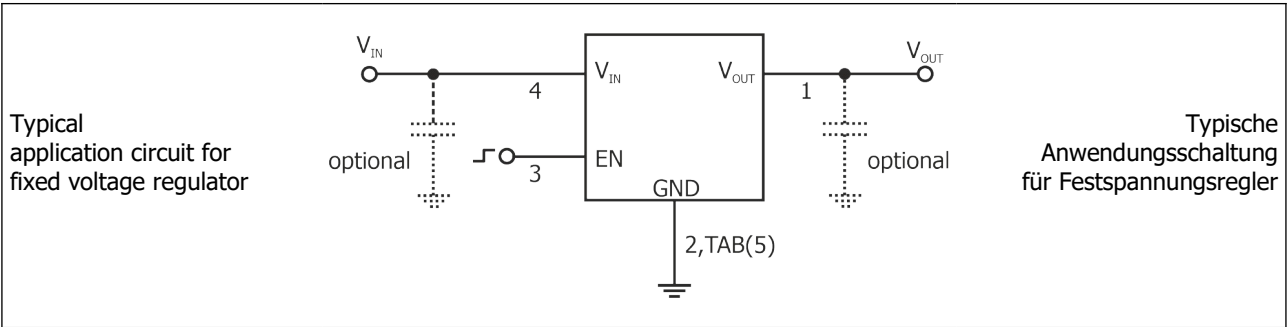 Typical
application circuit for
fixed voltage regulator
V_IN
V_OUT
V_IN
V_OUT
4
1
optional
3
EN
GND
optional
2,TAB(5)
Typische
Anwendungsschaltung
für Festspannungsregler